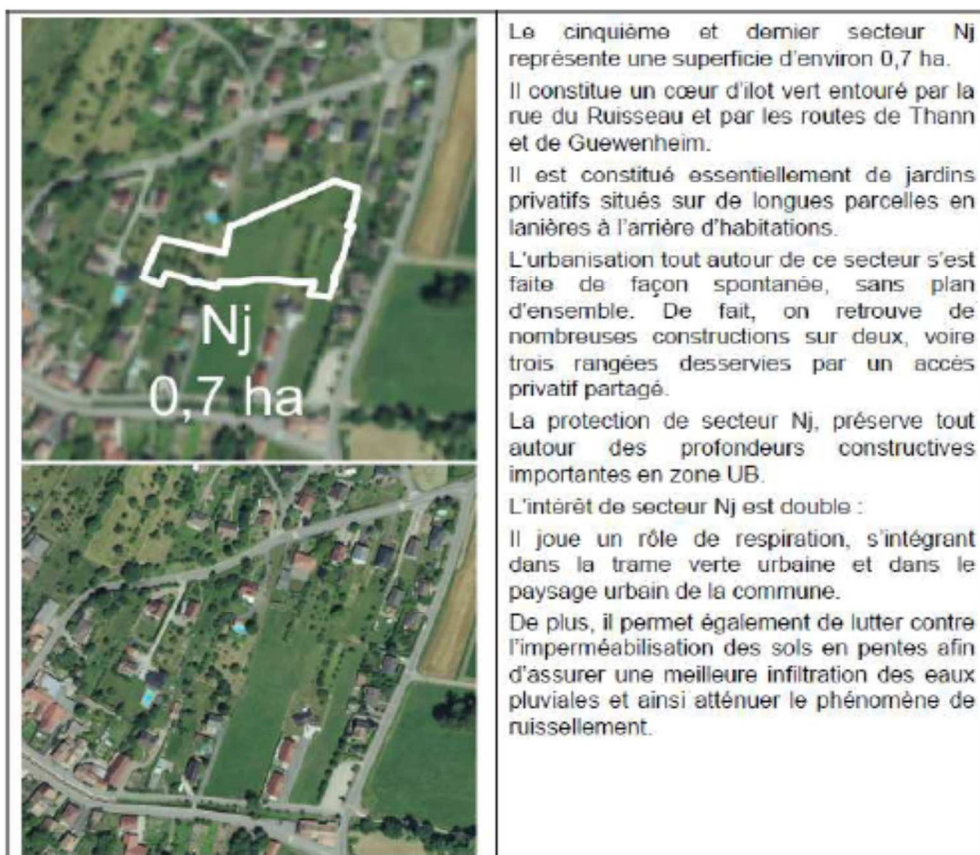 Nj
0,7 ha
Le cinquième et dernier secteur Nj
représente une superficie d'environ 0,7 ha.
Il constitue un cœur d'ilot vert entouré par la
rue du Ruisseau et par les routes de Thann
et de Guewenheim.
Il est constitué essentiellement de jardins
privatifs situés sur de longues parcelles en
lanières à l'arrière d'habitations.
L'urbanisation tout autour de ce secteur s'est
faite de façon spontanée, sans plan
d'ensemble. De fait, on retrouve de
nombreuses constructions sur deux, voire
trois rangées desservies par un accès
privatif partagé.
La protection de secteur Nj, préserve tout
autour des profondeurs constructives
importantes en zone UB.
L'intérêt de secteur Nj est double :
Il joue un rôle de respiration, s'intégrant
dans la trame verte urbaine et dans le
paysage urbain de la commune.
De plus, il permet également de lutter contre
l'imperméabilisation des sols en pentes afin
d'assurer une meilleure infiltration des eaux
pluviales et ainsi atténuer le phénomène de
ruissellement.